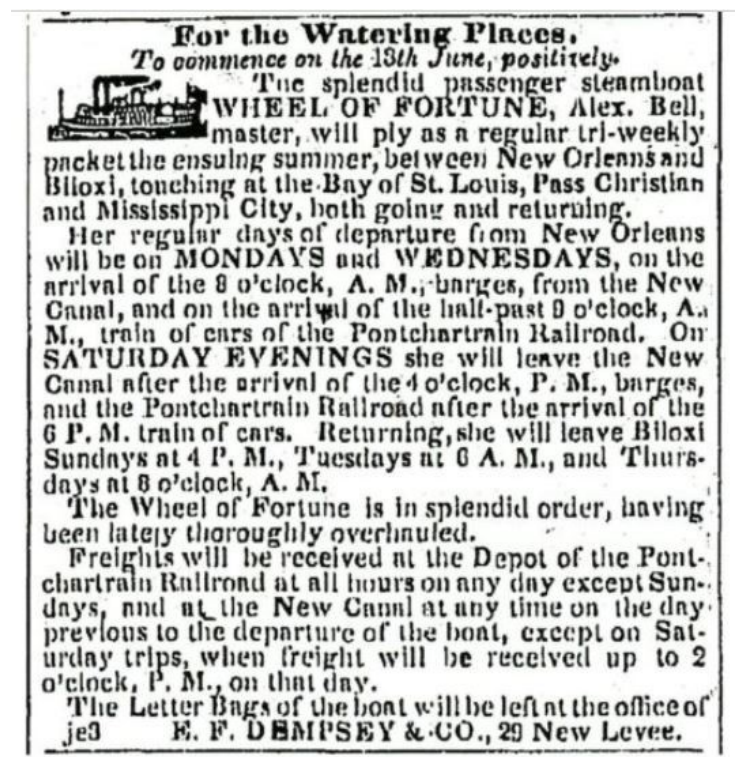 For the Watering Places.
To commence on the 13th June, positively.
The splendid passenger steamboat
WHEEL OF FORTUNE, Alex. Bell,
master, will ply as a regular tri-weekly
packet the ensuing summer, between New Orleans and
Biloxi, touching at the Bay of St. Louis, Pass Christian
and Mississippi City, both going and returning.
Her regular days of departure from New Orleans
will be on MONDAYS and WEDNESDAYS, on the
arrival of the 8 o'clock, A. M., barges, from the New
Canal, and on the arrival of the half-past 9 o'clock, A.
M., train of cars of the Pontchartrain Railroad. On
SATURDAY EVENINGS she will leave the New
Canal after the arrival of the 4 o'clock, P. M., barges,
and the Pontchartrain Railroad after the arrival of the
6 P. M. train of cars. Returning, she will leave Biloxi
Sundays at 4 P. M., Tuesdays at 6 A. M., and Thurs-
days at 8 o'clock, A. M.
The Wheel of Fortune is in splendid order, having
been lately thoroughly overhauled.
Freights will be received at the Depot of the Pont-
chartrain Railroad at all hours on any day except Sun-
days, and at the New Canal at any time on the day
previous to the departure of the boat, except on Sat-
urday trips, when freight will be received up to 2
o'clock, P. M., on that day.
The Letter Bags of the boat will be left at the office of
je3 E. F. DEMPSEY & CO., 29 New Levee.